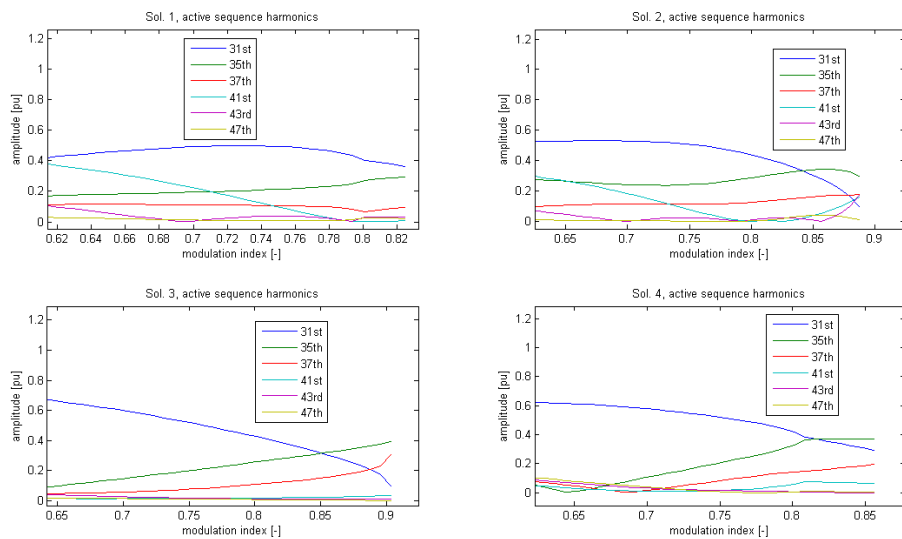 Sol. 1, active sequence harmonics
1.2
1
0.8
0.6
0.4
0.2
0
amplitude [pu]
31st
35th
37th
41st
43rd
47th
0.62 0.64 0.66 0.68 0.7 0.72 0.74 0.76 0.78 0.8 0.82
modulation index [-]
Sol. 2, active sequence harmonics
1.2
1
0.8
0.6
0.4
0.2
0
amplitude [pu]
31st
35th
37th
41st
43rd
47th
0.65 0.7 0.75 0.8 0.85 0.9
modulation index [-]
Sol. 3, active sequence harmonics
1.2
1
0.8
0.6
0.4
0.2
0
amplitude [pu]
31st
35th
37th
41st
43rd
47th
0.65 0.7 0.75 0.8 0.85 0.9
modulation index [-]
Sol. 4, active sequence harmonics
1.2
1
0.8
0.6
0.4
0.2
0
amplitude [pu]
31st
35th
37th
41st
43rd
47th
0.65 0.7 0.75 0.8 0.85
modulation index [-]